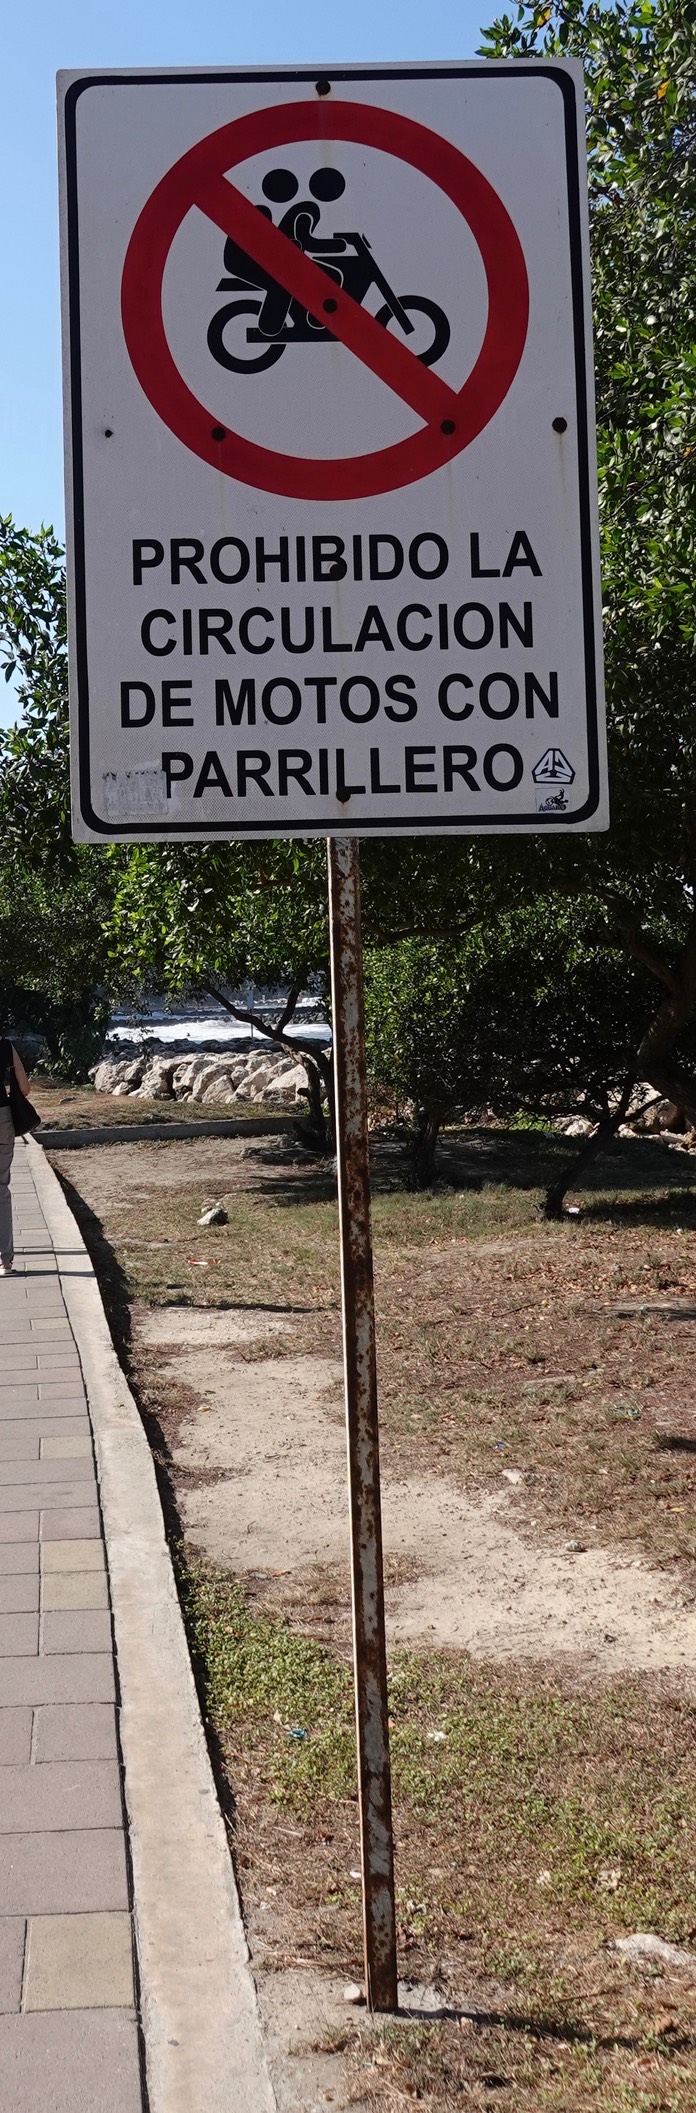 PROHIBIDO LA
CIRCULACION
DE MOTOS CON
PARRILLERO